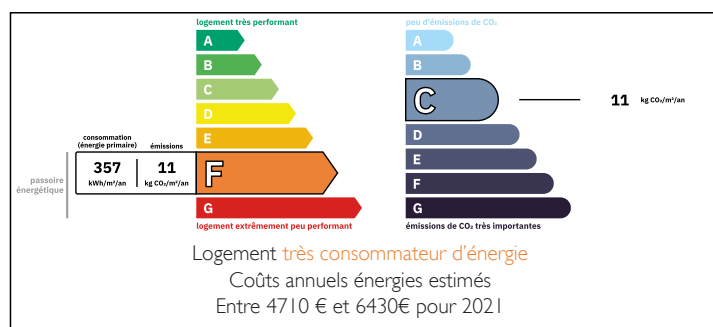 logement très performant
A
B
C
D
E
consommation
(énergie primaire)
émissions
357
kWh/m²/an
11
kg CO₂/m²/an
F
passoire
énergétique
G
logement extrêmement peu performant
peu d'émissions de CO₂
A
B
C
11 kg CO₂/m²/an
D
E
F
G
émissions de CO₂ très importantes
Logement très consommateur d'énergie
Coûts annuels énergies estimés
Entre 4710 € et 6430€ pour 2021